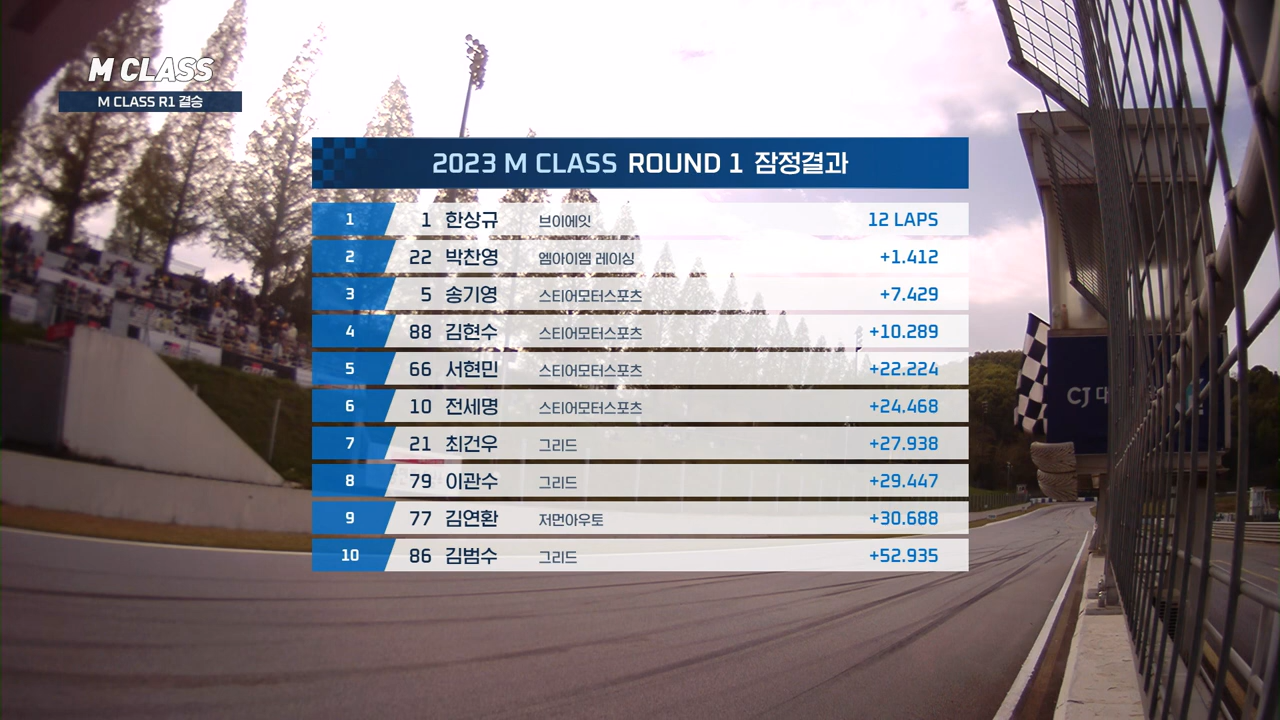 M CLASS
M CLASS R1 결승
2023 M CLASS ROUND 1 잠정결과
1 1 한상규 브이에잇 12 LAPS
2 22 박찬영 엠아이엠 레이싱 +1.412
3 5 송기영 스티어모터스포츠 +7.429
4 88 김현수 스티어모터스포츠 +10.289
5 66 서현민 스티어모터스포츠 +22.224
6 10 전세명 스티어모터스포츠 +24.468
7 21 최건우 그리드 +27.938
8 79 이관수 그리드 +29.447
9 77 김연환 저먼아우토 +30.688
10 86 김범수 그리드 +52.935
CJ